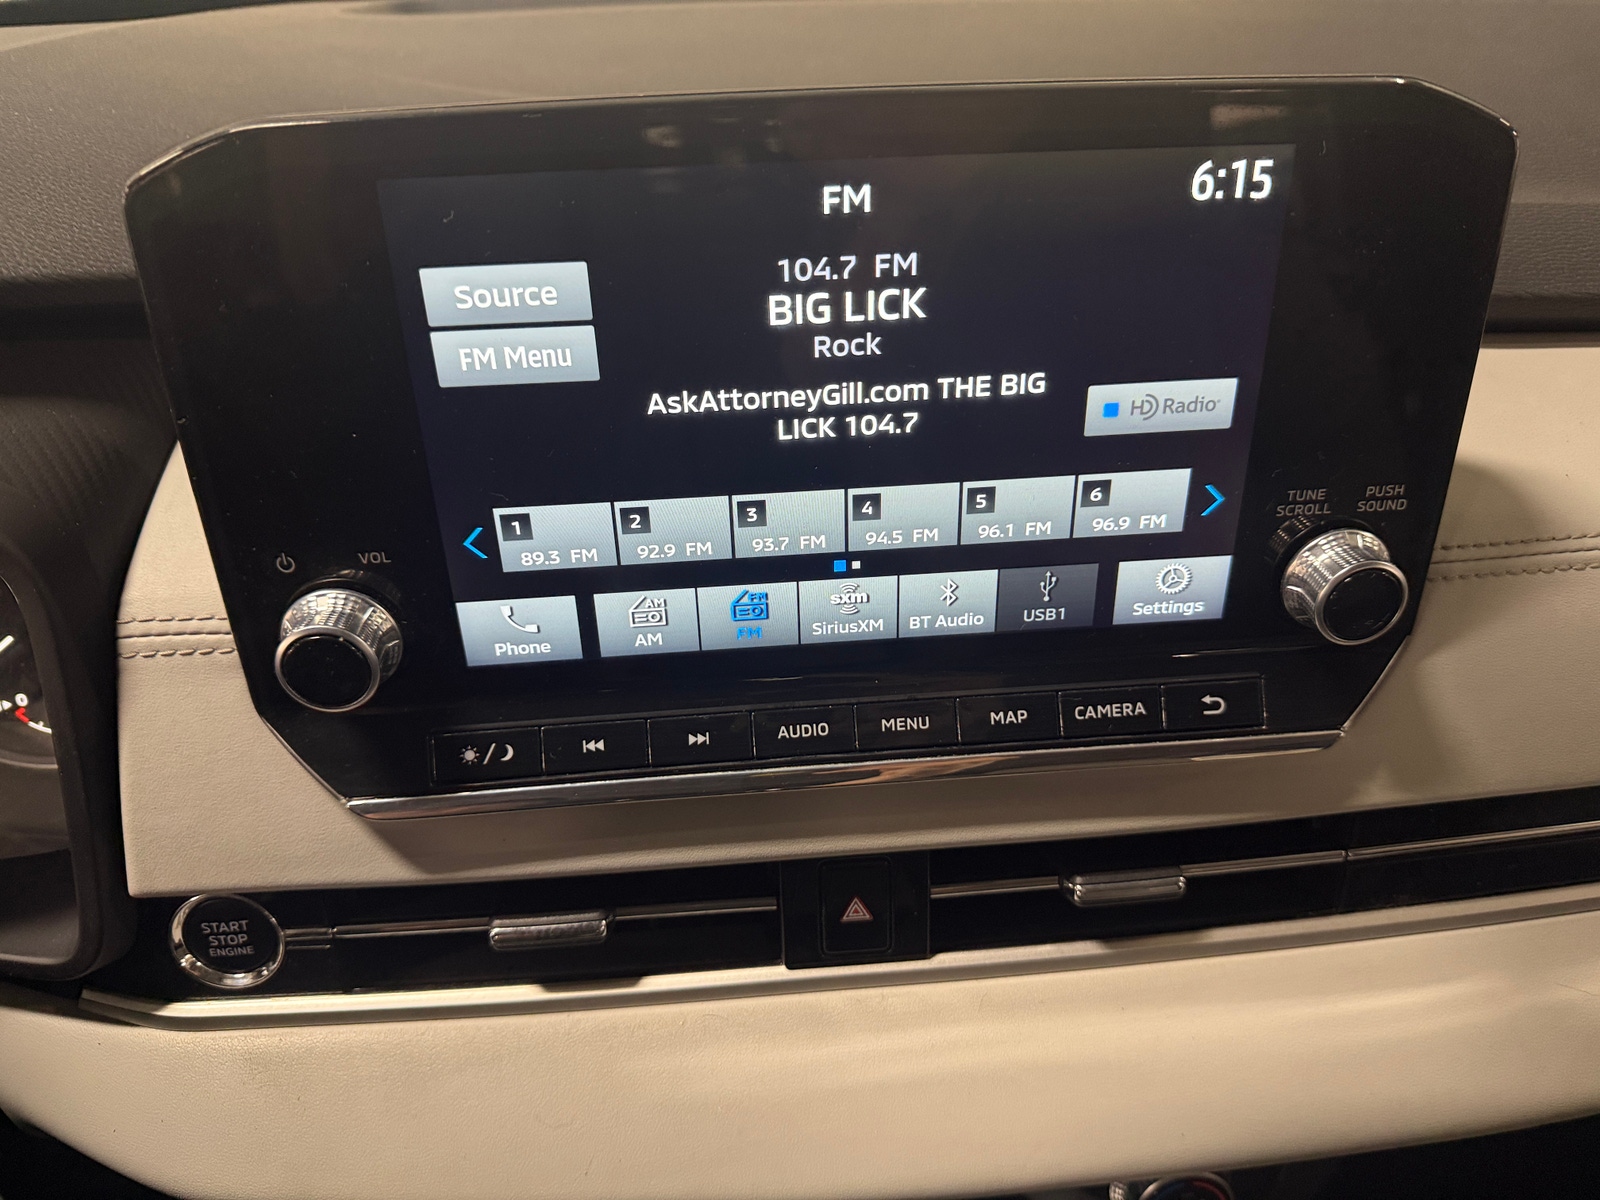 FM
6:15
Source
FM Menu
104.7 FM
BIG LICK
Rock
AskAttorneyGill.com THE BIG
LICK 104.7
HD Radio
1
89.3 FM
2
92.9 FM
3
93.7 FM
4
94.5 FM
5
96.1 FM
6
96.9 FM
VOL
TUNE
SCROLL
PUSH
SOUND
Phone
AM
AM
FM
FM
sxm
SiriusXM
BT Audio
USB1
Settings
AUDIO
MENU
MAP
CAMERA
START
STOP
ENGINE
0